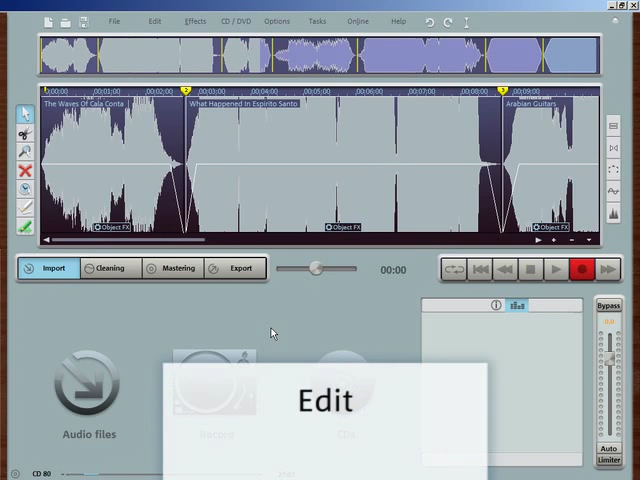 File Edit Effects CD / DVD Options Tasks Online Help
00:01;00 00:02;00 2 00:03;00 00:04;00 00:05;00 00:06;00 00:07;00 00:08;00 3 00:09;00
The Waves Of Cala Conta What Happened In Espirito Santo Arabian Guitars
Object FX Object FX Object FX
Import Cleaning Mastering Export 00:00
Bypass
0.0
Edit
Audio files Record CDs
Auto
Limiter
CD 80